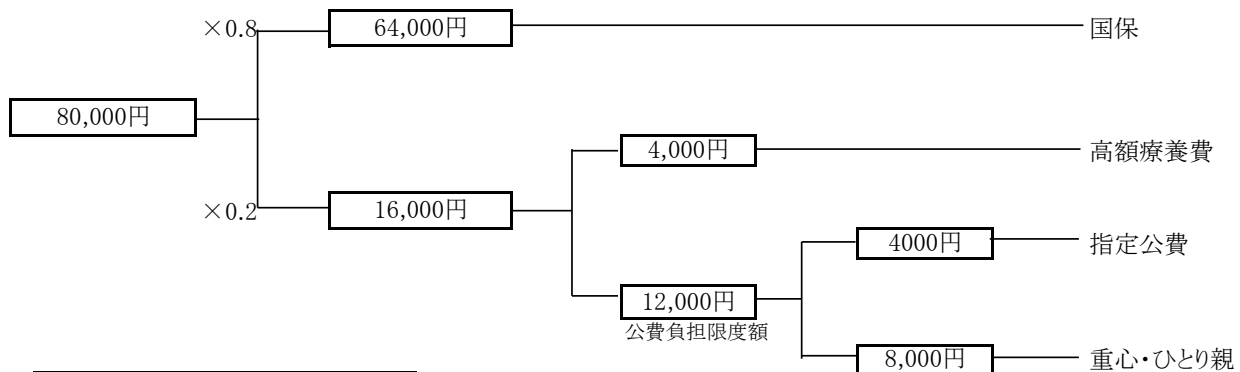 ×0.8
64,000円
国保
80,000円
4,000円
高額療養費
×0.2
16,000円
4000円
指定公費
12,000円
公費負担限度額
8,000円
重心・ひとり親